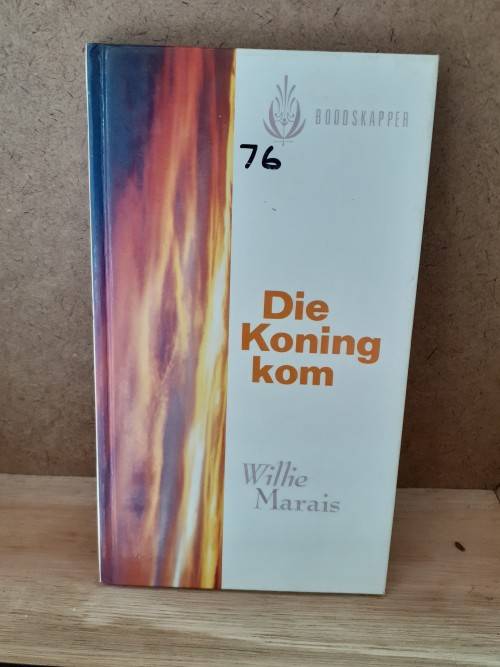 BOODSKAPPER
76
Die
Koning
kom
Willie
Marais